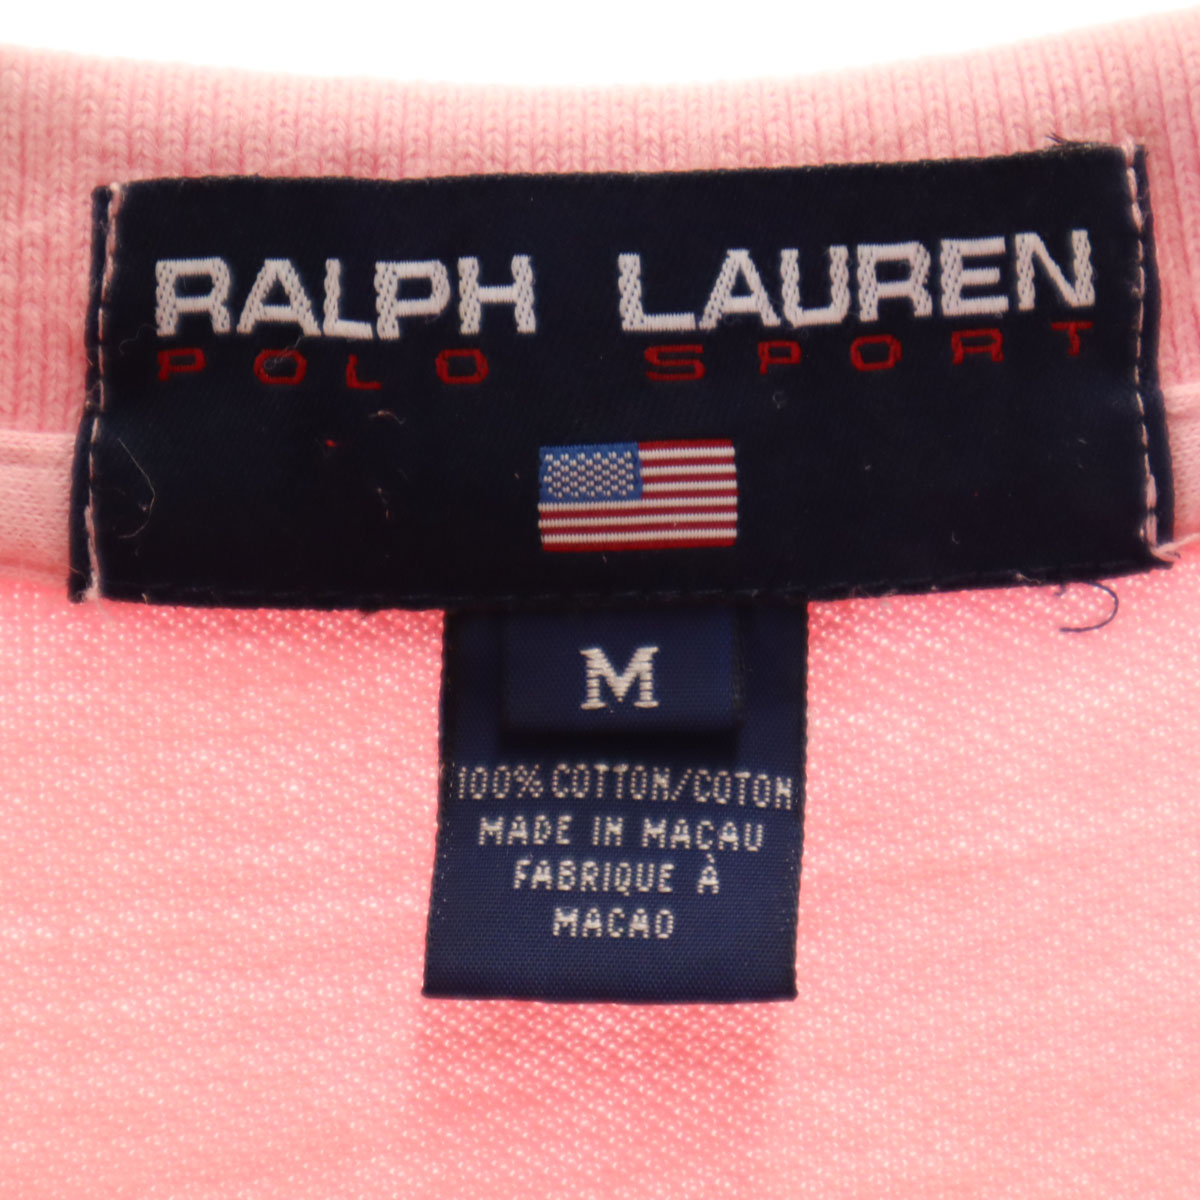 RALPH LAUREN
POLO SPORT
M
100% COTTON/COTON
MADE IN MACAU
FABRIQUE À
MACAO